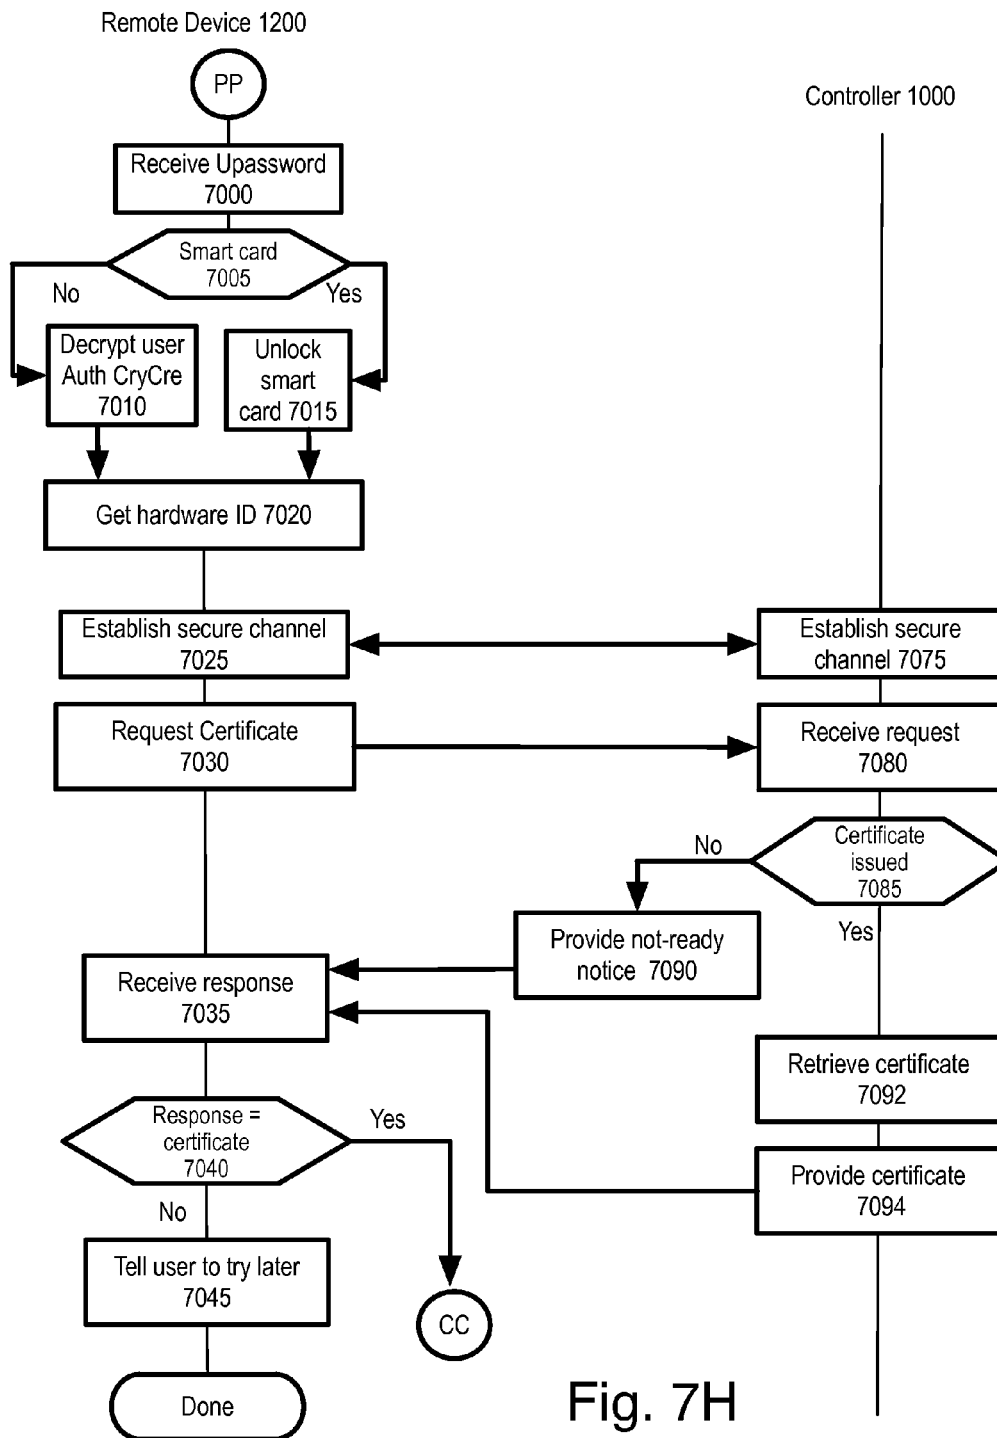 Remote Device 1200
PP
Controller 1000
Receive Upassword
7000
Smart card
7005
No
Yes
Decrypt user
Auth CryCre
7010
Unlock
smart
card 7015
Get hardware ID 7020
Establish secure channel
7025
Establish secure
channel 7075
Request Certificate
7030
Receive request
7080
Certificate
issued
7085
No
Yes
Provide not-ready
notice 7090
Receive response
7035
Retrieve certificate
7092
Response =
certificate
7040
Yes
No
Provide certificate
7094
Tell user to try later
7045
CC
Done
Fig. 7H